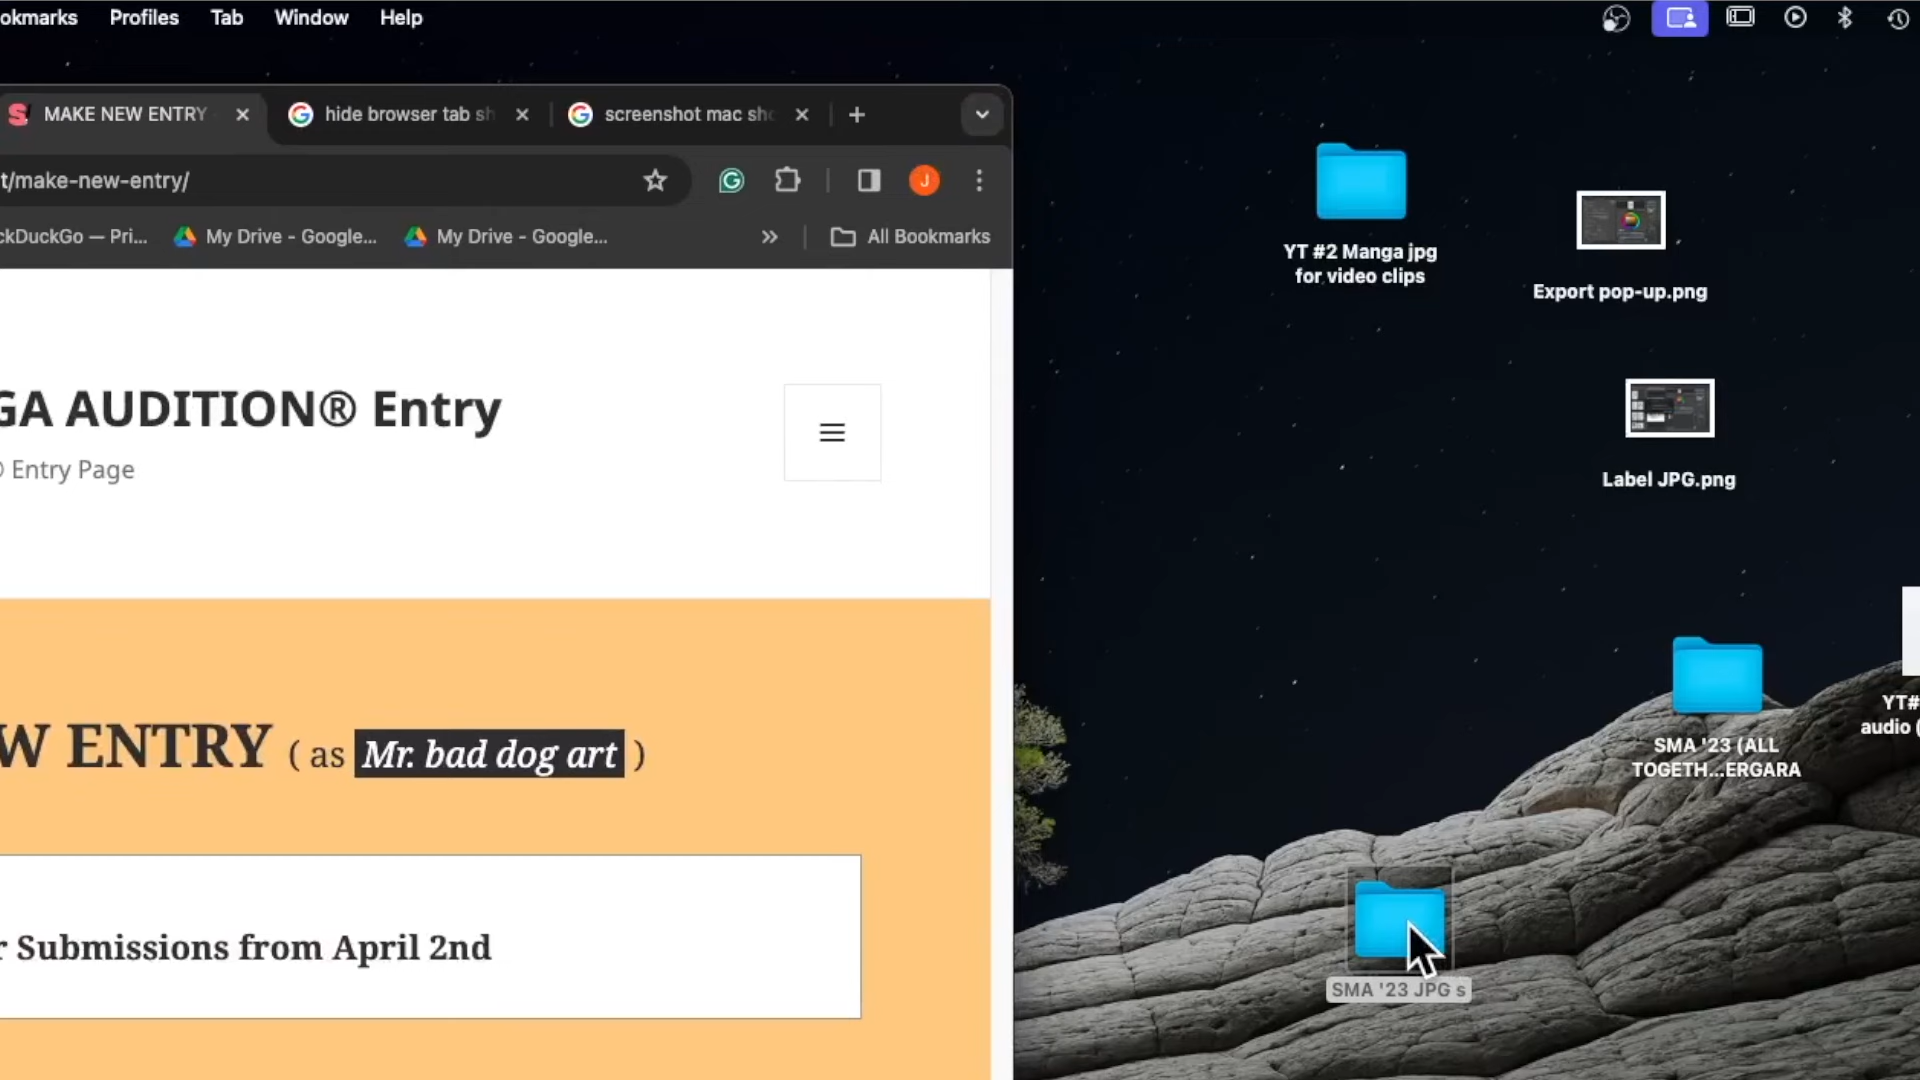 okmarks Profiles Tab Window Help
MAKE NEW ENTRY
hide browser tab sh
screenshot mac sho
t/make-new-entry/
J
ckDuckGo — Pri...
My Drive - Google...
My Drive - Google...
All Bookmarks
GA AUDITION® Entry
® Entry Page
W ENTRY ( as Mr. bad dog art )
r Submissions from April 2nd
YT #2 Manga jpg
for video clips
Export pop-up.png
Label JPG.png
YT#
audio (
SMA '23 (ALL
TOGETH...ERGARA
SMA '23 JPG s